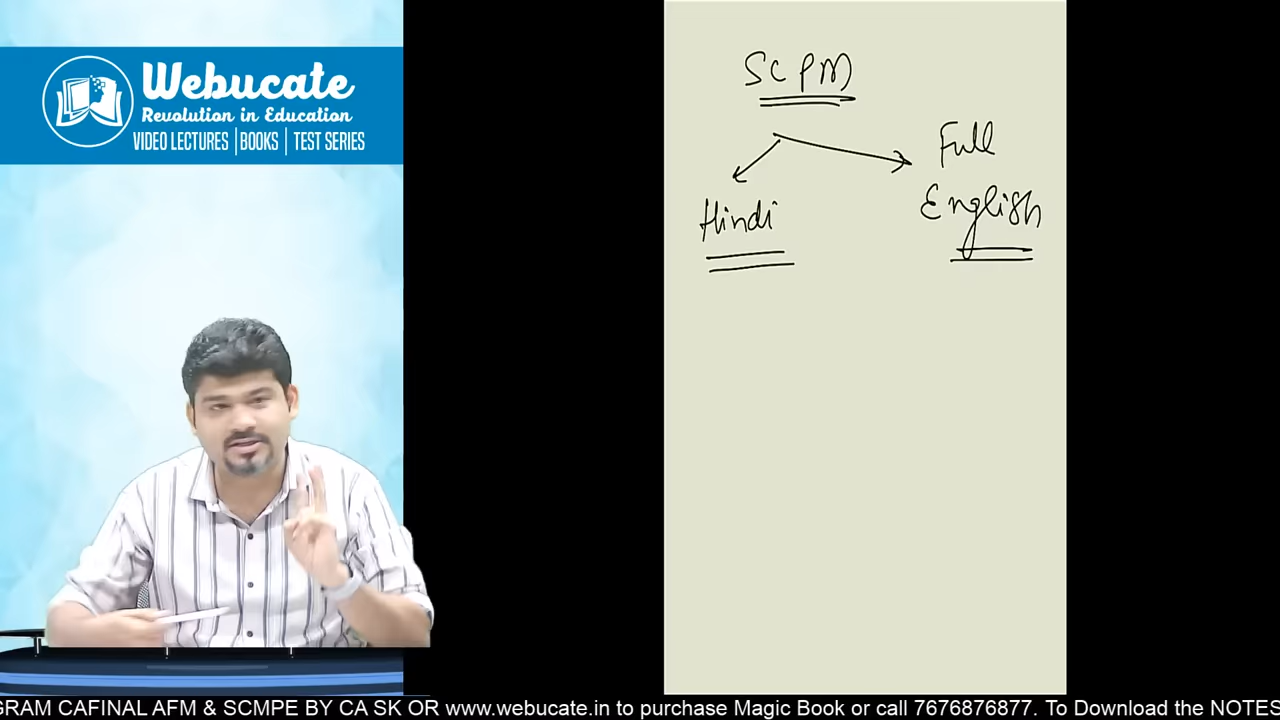 Webucate
Revolution in Education
VIDEO LECTURES | BOOKS | TEST SERIES
SCPM
Hindi
Full
English
GRAM CAFINAL AFM & SCMPE BY CA SK OR www.webucate.in to purchase Magic Book or call 7676876877. To Download the NOTES